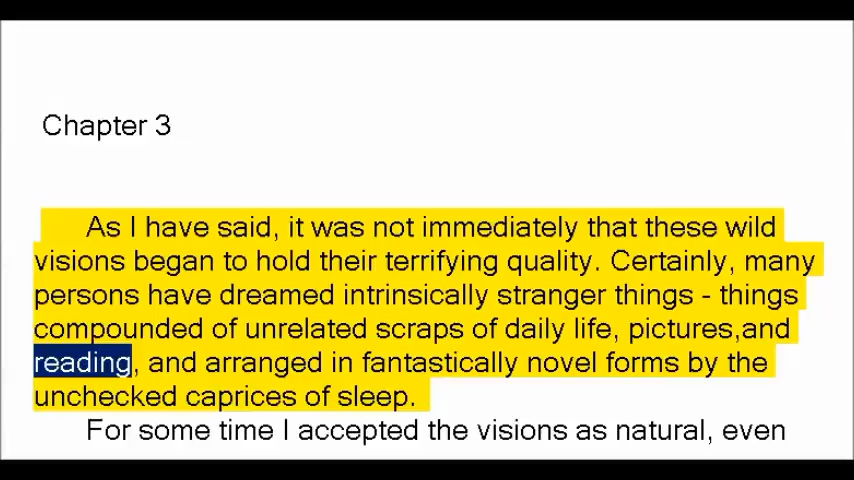 Chapter 3
As I have said, it was not immediately that these wild
visions began to hold their terrifying quality. Certainly, many
persons have dreamed intrinsically stranger things - things
compounded of unrelated scraps of daily life, pictures,and
reading, and arranged in fantastically novel forms by the
unchecked caprices of sleep.
For some time I accepted the visions as natural, even